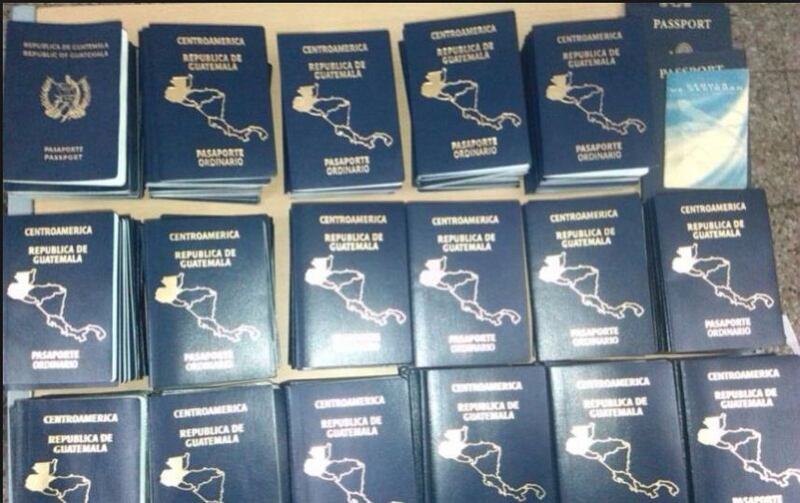 REPUBLICA DE GUATEMALA
REPUBLIC OF GUATEMALA
PASAPORTE
PASSPORT
CENTROAMERICA
REPUBLICA DE
GUATEMALA
PASAPORTE
ORDINARIO
CENTROAMERICA
REPUBLICA DE
GUATEMALA
PASAPORTE
ORDINARIO
CENTROAMERICA
REPUBLICA DE
GUATEMALA
PASAPORTE
ORDINARIO
CENTROAMERICA
REPUBLICA DE
GUATEMALA
PASAPORTE
ORDINARIO
PASSPORT
PASSPORT
CENTROAMERICA
REPUBLICA DE
GUATEMALA
PASAPORTE
ORDINARIO
CENTROAMERICA
REPUBLICA DE
GUATEMALA
PASAPORTE
ORDINARIO
CENTROAMERICA
REPUBLICA DE
GUATEMALA
PASAPORTE
ORDINARIO
CENTROAMERICA
REPUBLICA DE
GUATEMALA
PASAPORTE
ORDINARIO
CENTROAMERICA
REPUBLICA DE
GUATEMALA
PASAPORTE
ORDINARIO
CENTROAMERICA
REPUBLICA DE
GUATEMALA
PASAPORTE
ORDINARIO
CENTROAMERICA
REPUBLICA DE
GUATEMALA
CENTROAMERICA
REPUBLICA DE
GUATEMALA
CENTROAMERICA
REPUBLICA DE
GUATEMALA
CENTROAMERICA
REPUBLICA DE
GUATEMALA
CENTROAMERICA
REPUBLICA DE
GUATEMALA
CENTROAMERICA
REPUBLICA DE
GUATEMALA
PASAPORTE